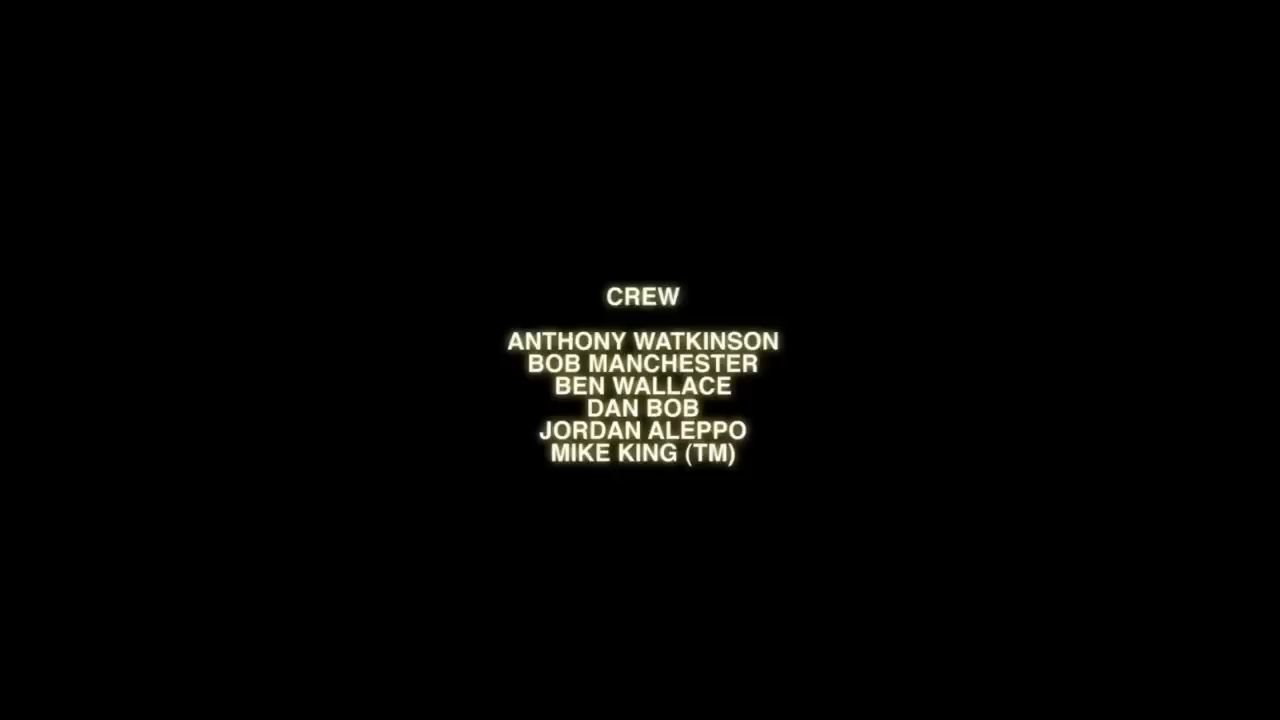 CREW
ANTHONY WATKINSON
BOB MANCHESTER
BEN WALLACE
DAN BOB
JORDAN ALEPPO
MIKE KING (TM)